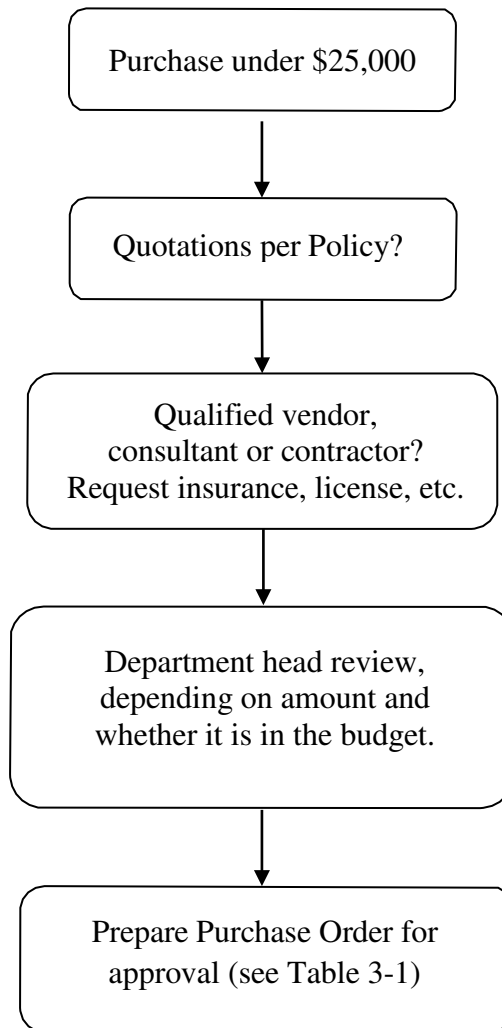 Purchase under $25,000
Quotations per Policy?
Qualified vendor,
consultant or contractor?
Request insurance, license, etc.
Department head review,
depending on amount and
whether it is in the budget.
Prepare Purchase Order for
approval (see Table 3-1)